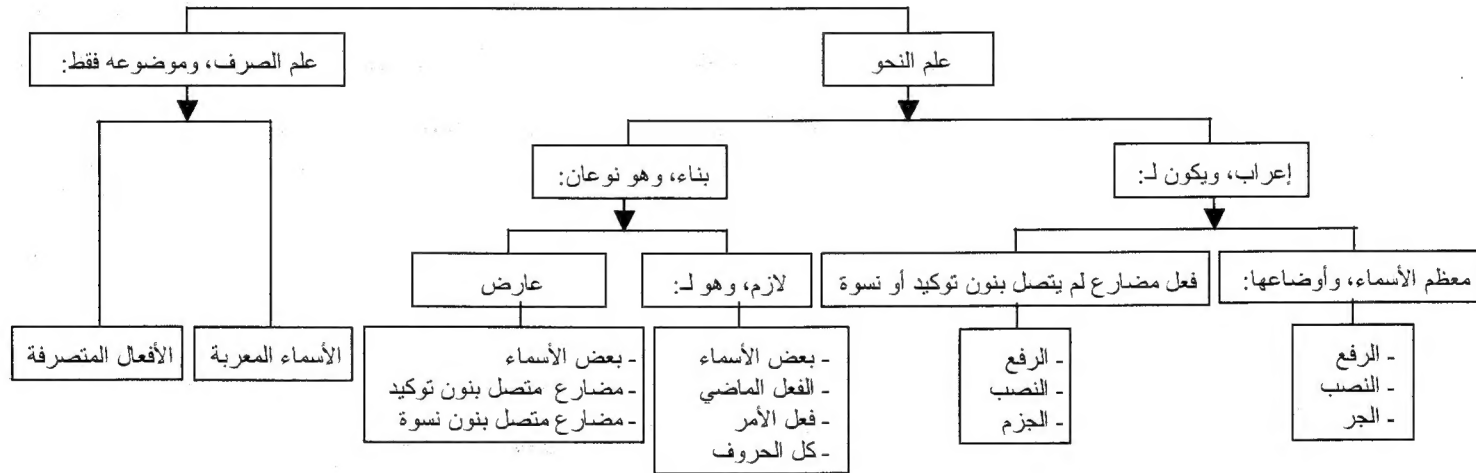 علم النحو
علم الصرف، وموضوعه فقط:
إعراب، ويكون لـ:
بناء، وهو نوعان:
معظم الأسماء، وأوضاعها:
فعل مضارع لم يتصل بنون توكيد أو نسوة
لازم، وهو لـ:
عارض
الأسماء المعربة
الأفعال المتصرفة
- الرفع
- النصب
- الجر
- الرفع
- النصب
- الجزم
- بعض الأسماء
- الفعل الماضي
- فعل الأمر
- كل الحروف
- بعض الأسماء
- مضارع متصل بنون توكيد
- مضارع متصل بنون نسوة